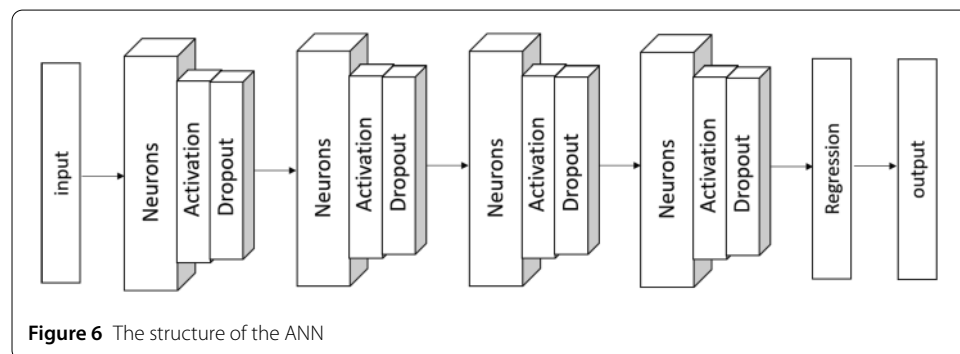 input
Neurons
Activation
Dropout
Neurons
Activation
Dropout
Neurons
Activation
Dropout
Neurons
Activation
Dropout
Regression
output
Figure 6 The structure of the ANN